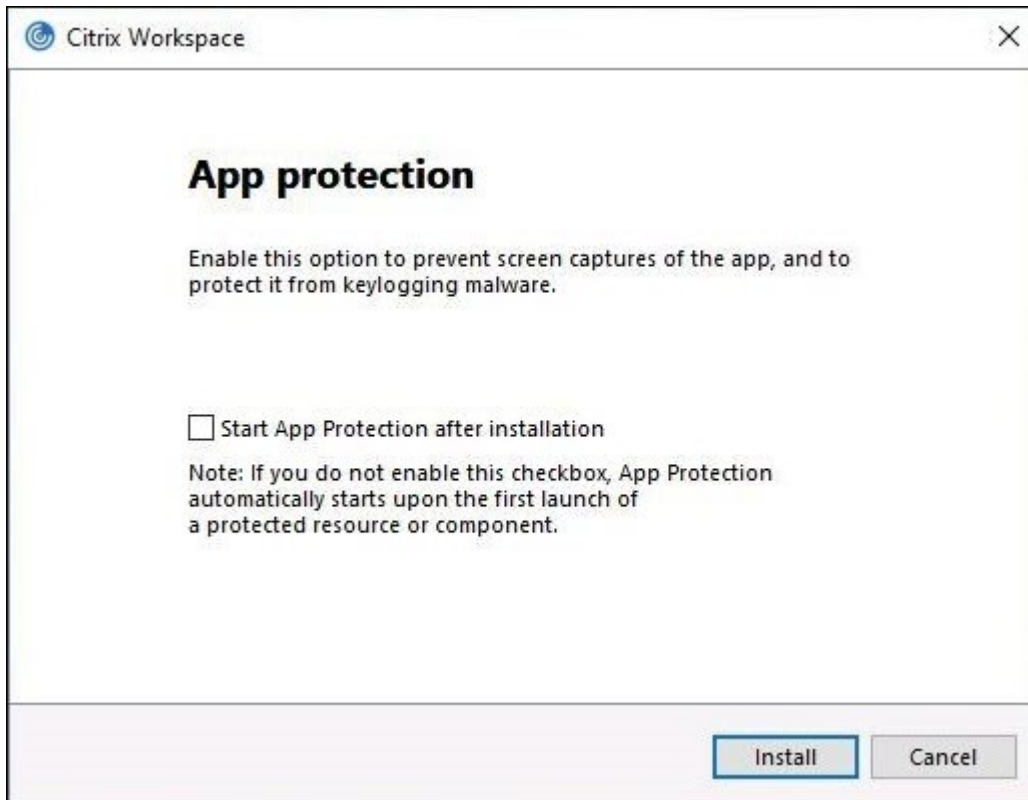 Citrix Workspace
App protection
Enable this option to prevent screen captures of the app, and to
protect it from keylogging malware.
Start App Protection after installation
Note: If you do not enable this checkbox, App Protection
automatically starts upon the first launch of
a protected resource or component.
Install
Cancel